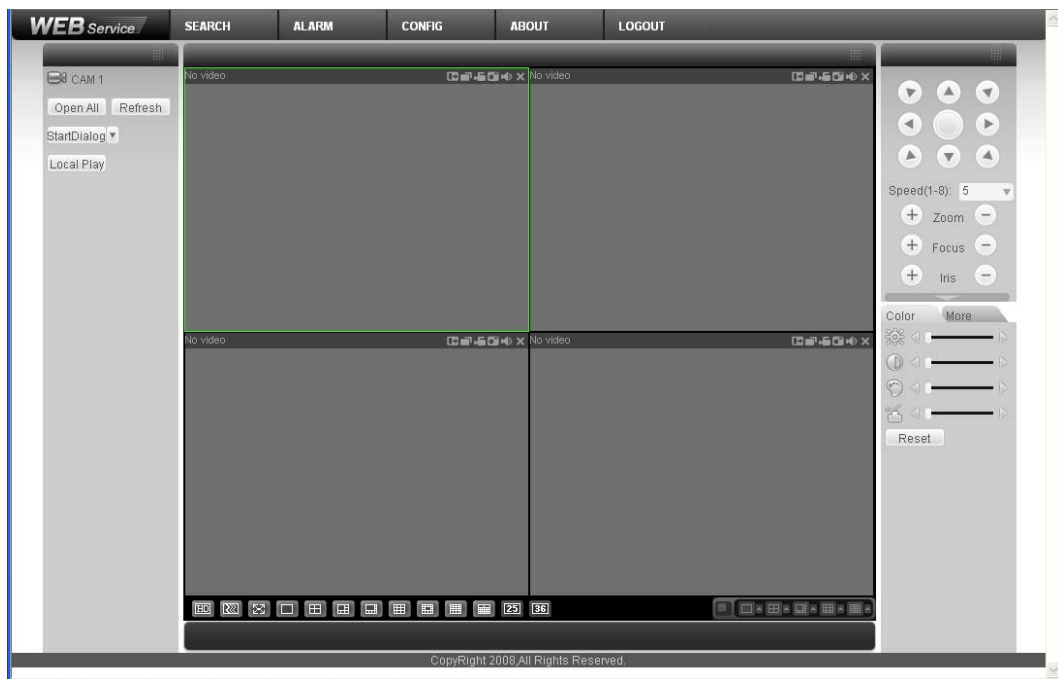 WEB Service
SEARCH ALARM CONFIG ABOUT LOGOUT
CAM 1
Open All Refresh
StartDialog
Local Play
No video
No video
No video
No video
Speed(1-8): 5
Zoom
Focus
Iris
Color More
Reset
HD
25 36
CopyRight 2008,All Rights Reserved.